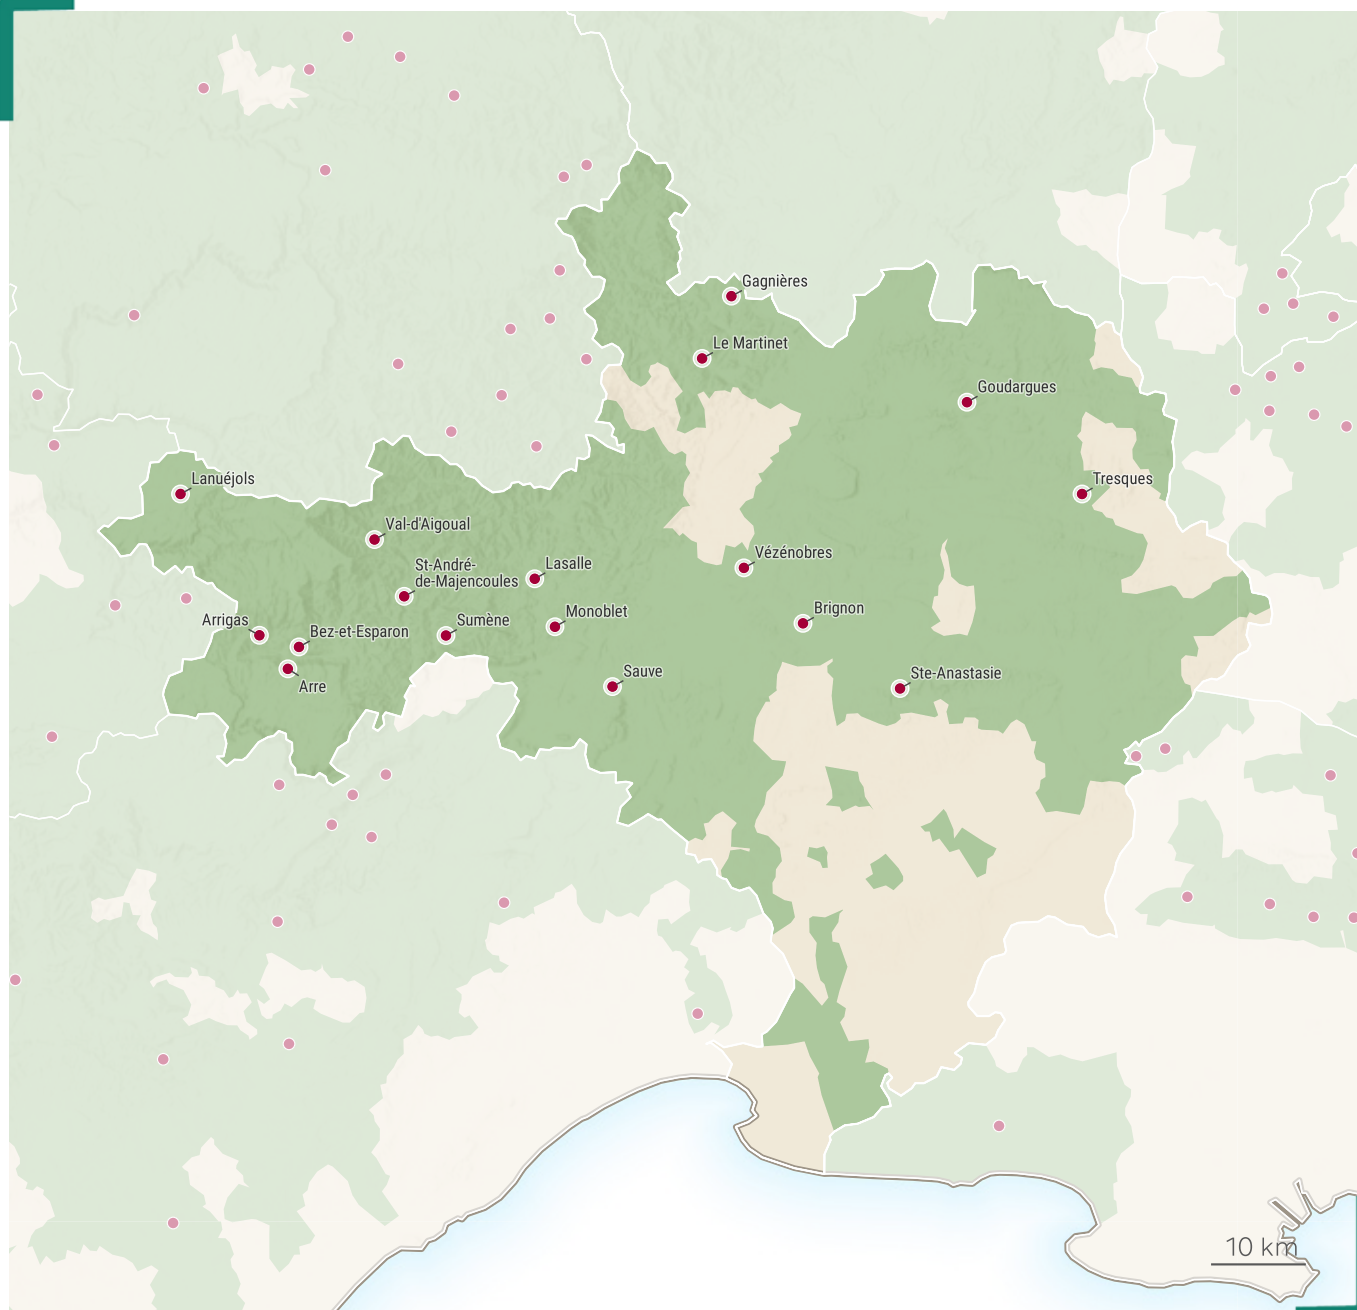 Gagnières
Le Martinet
Goudargues
Lanuéjols
Tresques
Val-d'Aigoual
Vézénobres
St-André-
de-Majencoules
Lasalle
Brignon
Monoblet
Arrigas
Sumène
Bez-et-Esparon
Sauve
Ste-Anastasie
Arre
10 km